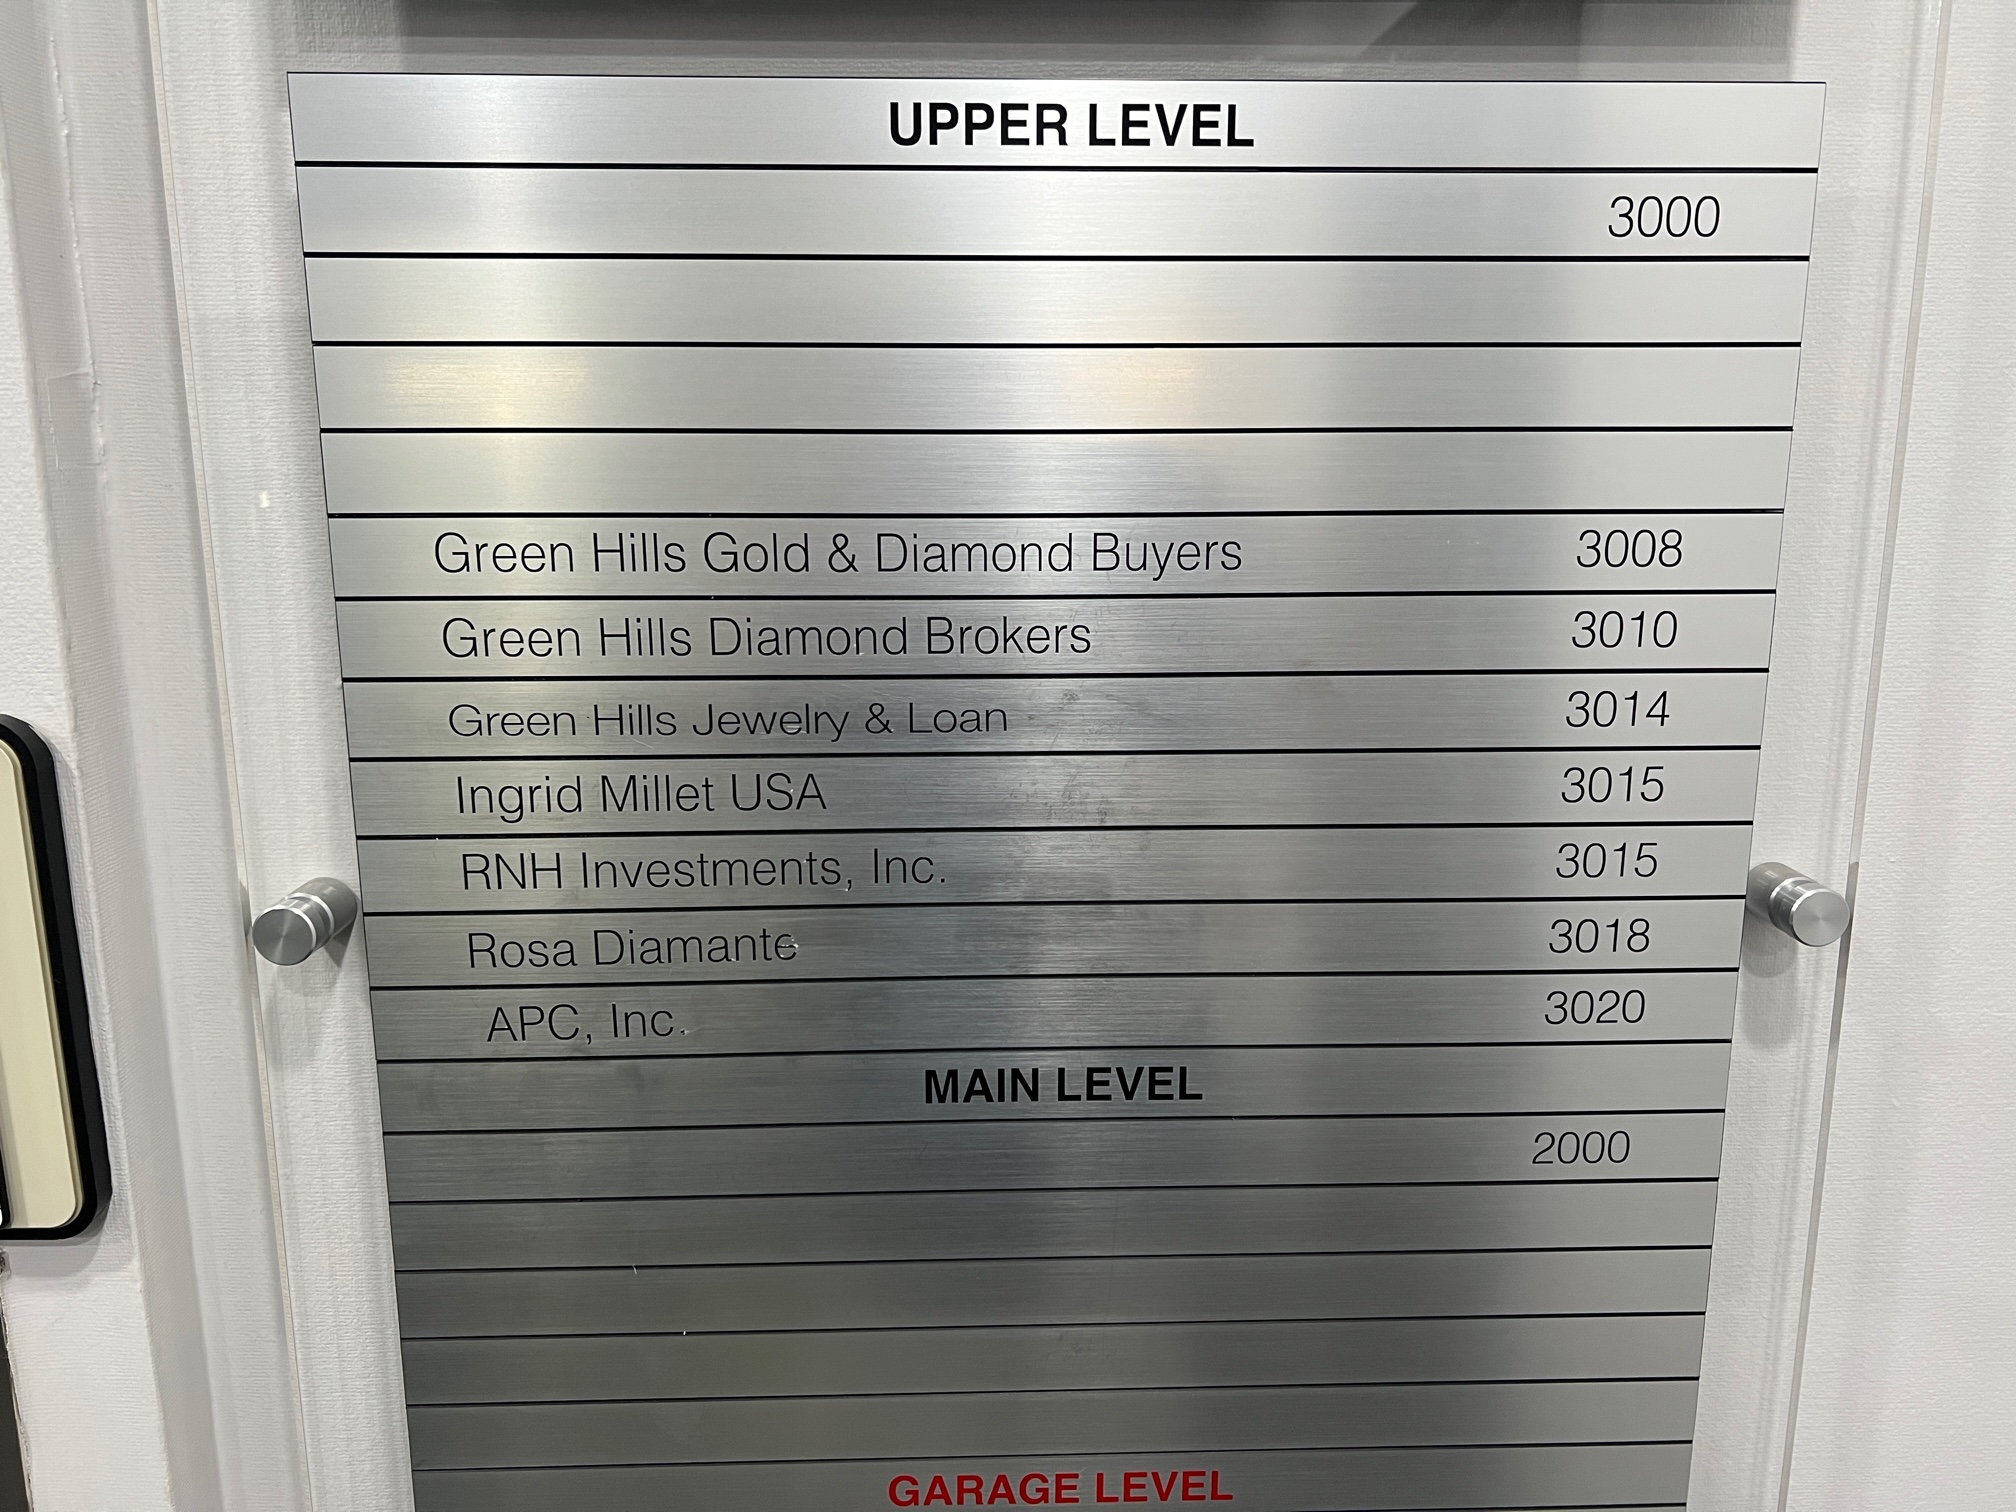 UPPER LEVEL
3000
Green Hills Gold & Diamond Buyers 3008
Green Hills Diamond Brokers 3010
Green Hills Jewelry & Loan 3014
Ingrid Millet USA 3015
RNH Investments, Inc. 3015
Rosa Diamante 3018
APC, Inc. 3020
MAIN LEVEL
2000
GARAGE LEVEL